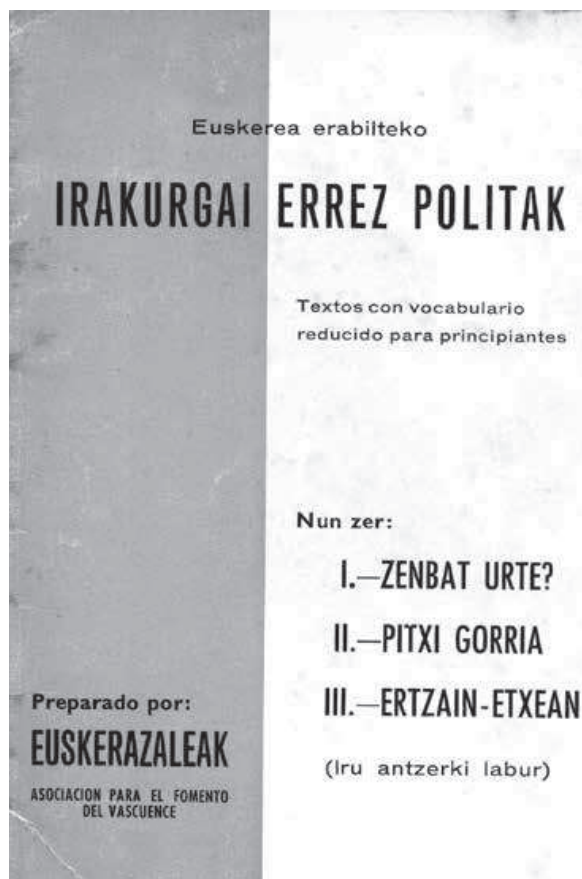 Euskerea erabilteko
IRAKURGAI ERREZ POLITAK
Textos con vocabulario
reducido para principiantes
Nun zer:
I.—ZENBAT URTE?
II.—PITXI GORRIA
III.—ERTZAIN-ETXEAN
(Iru antzerki labur)
Preparado por:
EUSKERAZALEAK
ASOCIACION PARA EL FOMENTO
DEL VASCUENCE